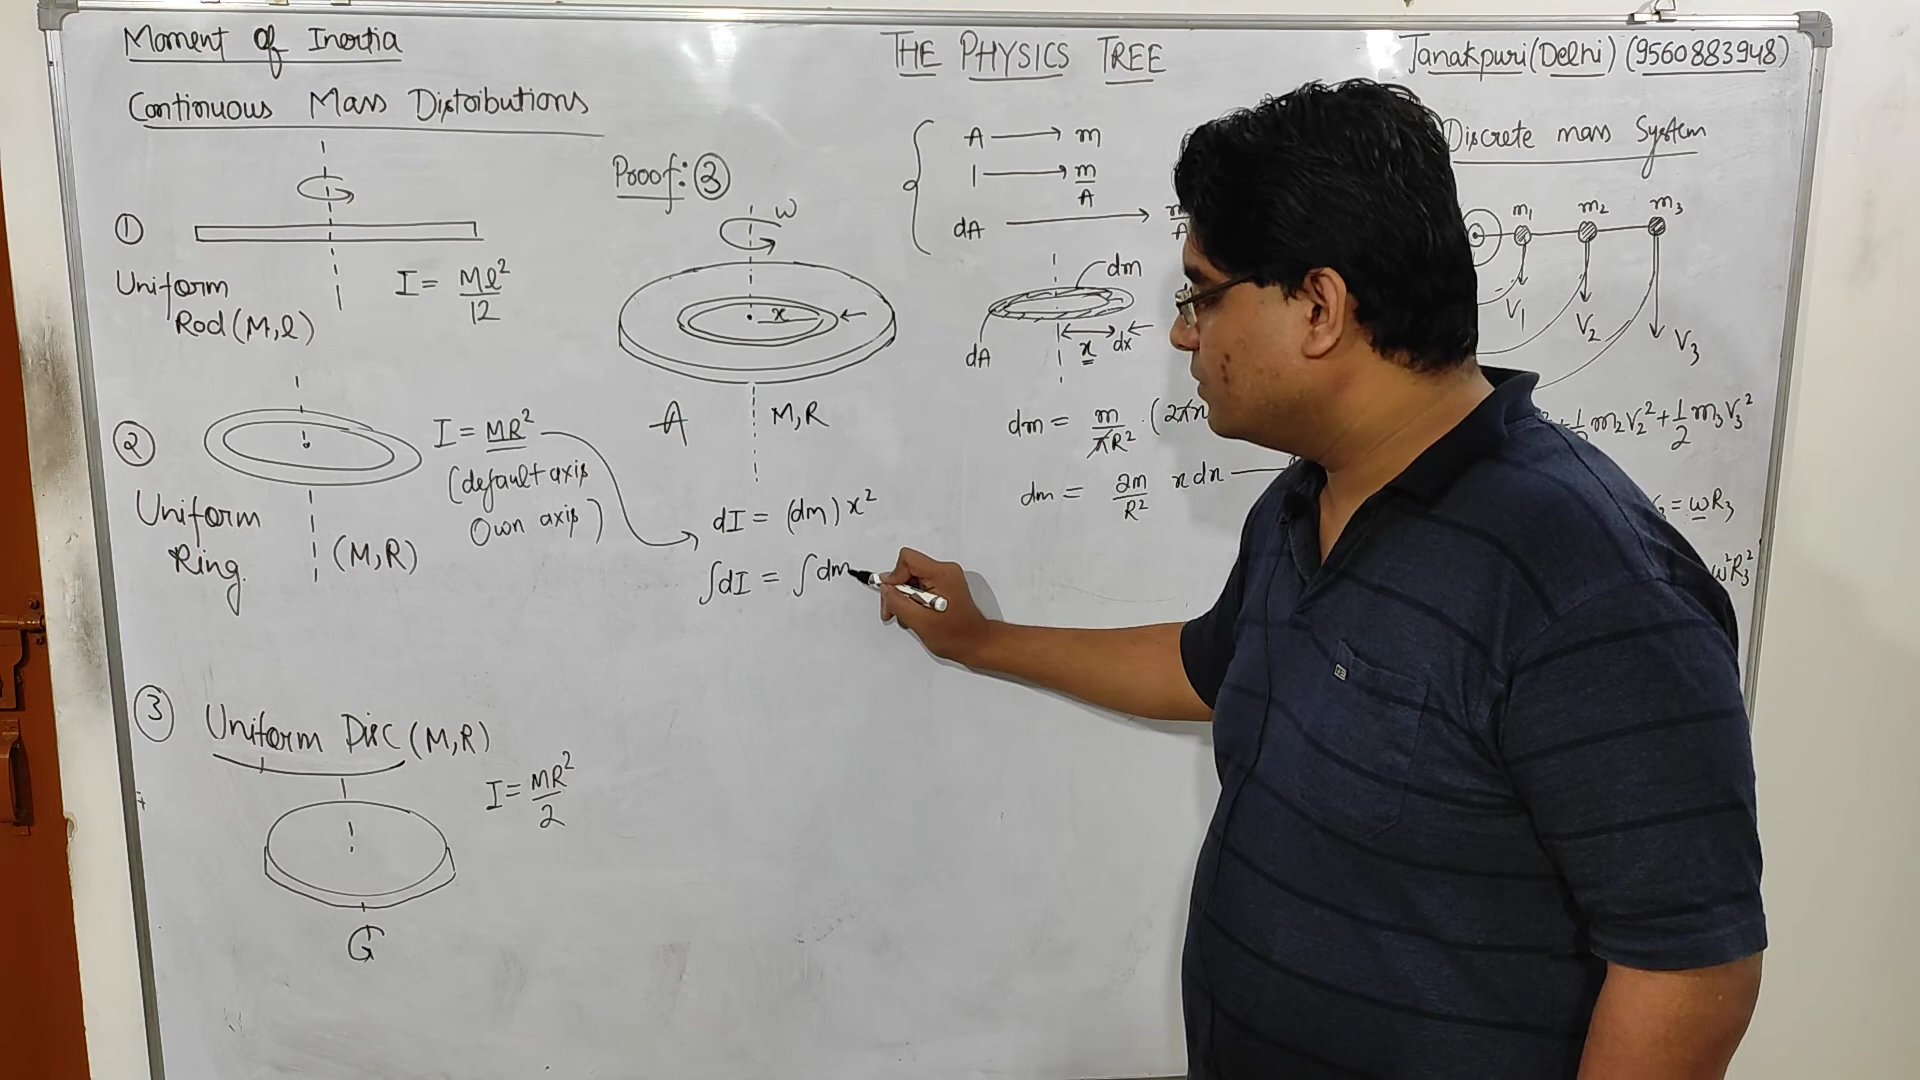 Moment of Inertia
Continuous Mass Distributions
①
Uniform
Rod (M,l)
I = Ml²/12
②
Uniform
Ring.
(M,R)
I = MR²
(default axis
own axis)
③ Uniform Disc (M,R)
I = MR²/2
THE PHYSICS TREE
Proof: ③
ω
x
A
M,R
dI = (dm) x²
∫dI = ∫dm
A → m
1 → m/A
dA →
dm
dA
x
dx
dm = m/πR² · (2πx
dm = 2m/R² x dx
Janakpuri (Delhi) (9560883948)
Discrete mass System
m₁ m₂ m₃
V₁
V₂
V₃
m₂V₂² + 1/2 m₃V₃²
= ωR₃
ω²R₃²